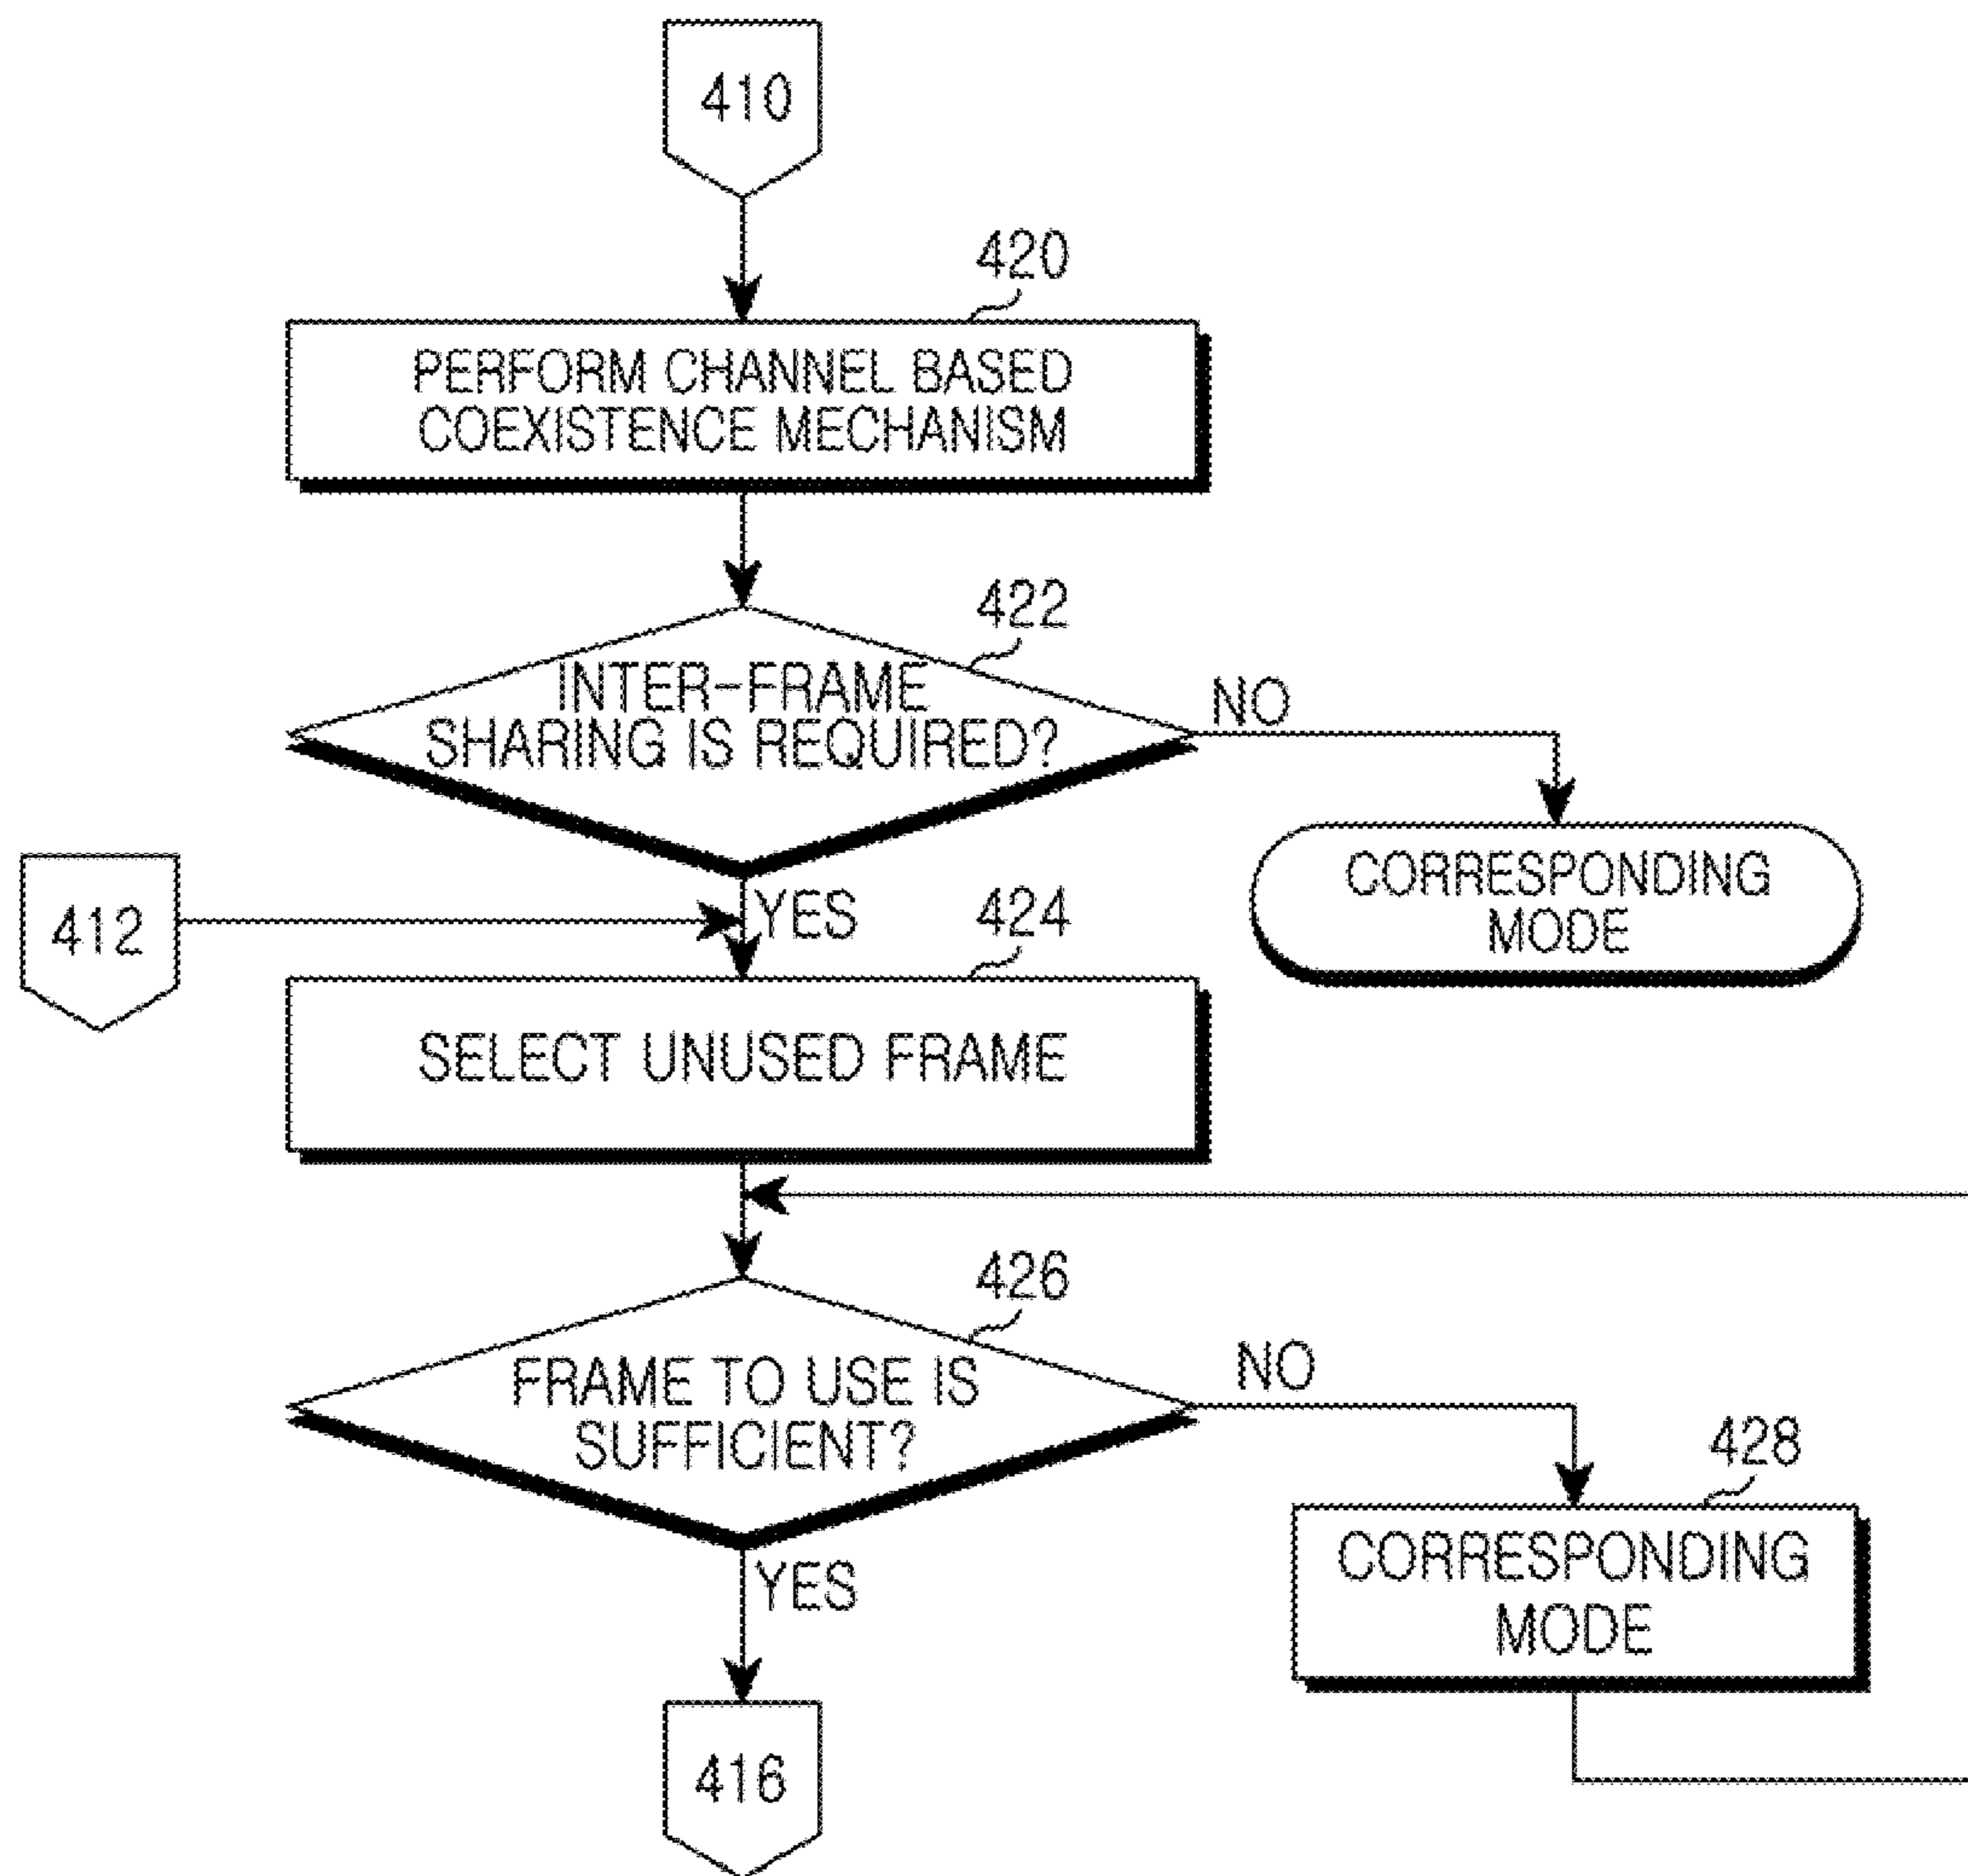 410
420
PERFORM CHANNEL BASED
COEXISTENCE MECHANISM
422
INTER-FRAME
SHARING IS REQUIRED?
NO
CORRESPONDING
MODE
412
YES
424
SELECT UNUSED FRAME
426
FRAME TO USE IS
SUFFICIENT?
NO
428
CORRESPONDING
MODE
YES
416